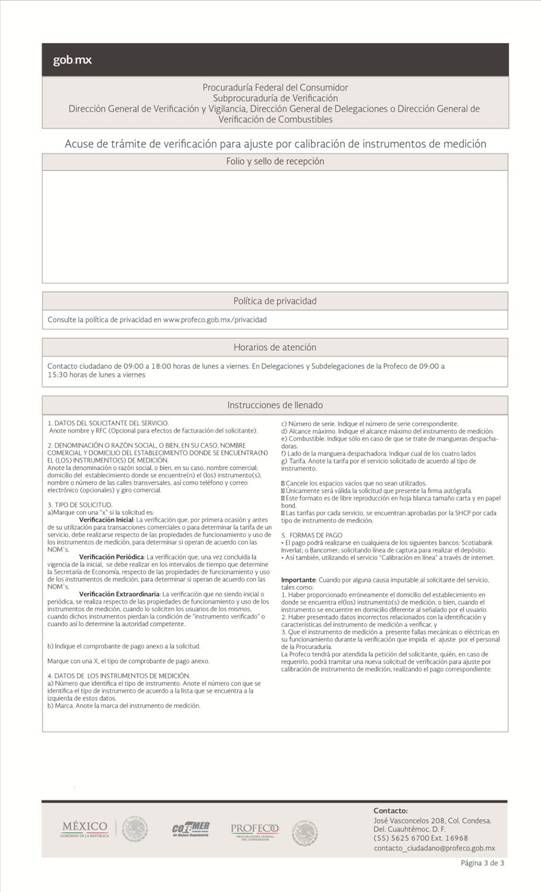 gob mx
Procuraduría Federal del Consumidor
Subprocuraduría de Verificación
Dirección General de Verificación y Vigilancia, Dirección General de Delegaciones o Dirección General de
Verificación de Combustibles
Acuse de trámite de verificación para ajuste por calibración de instrumentos de medición
Folio y sello de recepción
Política de privacidad
Consulte la política de privacidad en www.profeco.gob.mx/privacidad
Horarios de atención
Contacto ciudadano de 09:00 a 18:00 horas de lunes a viernes. En Delegaciones y Subdelegaciones de la Profeco de 09:00 a
15:30 horas de lunes a viernes
Instrucciones de llenado
1. DATOS DEL SOLICITANTE DEL SERVICIO.
Anote nombre y RFC (Opcional para efectos de facturación del solicitante).
2. DENOMINACIÓN O RAZÓN SOCIAL, O BIEN, EN SU CASO, NOMBRE
COMERCIAL Y DOMICILIO DEL ESTABLECIMIENTO DONDE SE ENCUENTRA(N)
EL (LOS) INSTRUMENTO(S) DE MEDICIÓN.
Anote la denominación o razón social, o bien, en su caso, nombre comercial;
domicilio del establecimiento donde se encuentre(n) el (los) instrumento(s);
nombre o número de las calles transversales, así como teléfono y correo
electrónico (opcionales) y giro comercial.
3. TIPO DE SOLICITUD.
a)Marque con una "x" si la solicitud es:
Verificación Inicial: La verificación que, por primera ocasión y antes
de su utilización para transacciones comerciales o para determinar la tarifa de un
servicio, debe realizarse respecto de las propiedades de funcionamiento y uso de
los instrumentos de medición, para determinar si operan de acuerdo con las
NOM´s.
Verificación Periódica: La verificación que, una vez concluida la
vigencia de la inicial, se debe realizar en los intervalos de tiempo que determine
la Secretaría de Economía, respecto de las propiedades de funcionamiento y uso
de los instrumentos de medición, para determinar si operan de acuerdo con las
NOM´s.
Verificación Extraordinaria: La verificación que no siendo inicial o
periódica, se realiza respecto de las propiedades de funcionamiento y uso de los
instrumentos de medición, cuando lo soliciten los usuarios de los mismos,
cuando dichos instrumentos pierdan la condición de "instrumento verificado" o
cuando así lo determine la autoridad competente.
b) Indique el comprobante de pago anexo a la solicitud.
Marque con una X, el tipo de comprobante de pago anexo.
4. DATOS DE LOS INSTRUMENTOS DE MEDICIÓN.
a) Número que identifica el tipo de instrumento. Anote el número con que se
identifica el tipo de instrumento de acuerdo a la lista que se encuentra a la
izquierda de estos datos.
b) Marca. Anote la marca del instrumento de medición.
c) Número de serie. Indique el número de serie correspondiente.
d) Alcance máximo. Indique el alcance máximo del instrumento de medición.
e) Combustible. Indique sólo en caso de que se trate de mangueras despacha-
doras.
f) Lado de la manguera despachadora. Indique cual de los cuatro lados
g) Tarifa. Anote la tarifa por el servicio solicitado de acuerdo al tipo de
instrumento.
Cancele los espacios vacíos que no sean utilizados.
Únicamente será válida la solicitud que presente la firma autógrafa.
Este formato es de libre reproducción en hoja blanca tamaño carta y en papel
bond.
Las tarifas por cada servicio, se encuentran aprobadas por la SHCP por cada
tipo de instrumento de medición.
5. FORMAS DE PAGO
• El pago podrá realizarse en cualquiera de los siguientes bancos: Scotiabank
Inverlat; o Bancomer; solicitando línea de captura para realizar el depósito.
• Así también, utilizando el servicio "Calibración en línea" a través de internet.
Importante: Cuando por alguna causa imputable al solicitante del servicio,
tales como:
1. Haber proporcionado erróneamente el domicilio del establecimiento en
donde se encuentra el(los) instrumento(s) de medición, o bien, cuando el
instrumento se encuentre en domicilio diferente al señalado por el usuario.
2. Haber presentado datos incorrectos relacionados con la identificación y
características del instrumento de medición a verificar, y
3. Que el instrumento de medición a presente fallas mecánicas o eléctricas en
su funcionamiento durante la verificación que impida el ajuste por el personal
de la Procuraduría.
La Profeco tendrá por atendida la petición del solicitante, quién, en caso de
requerirlo, podrá tramitar una nueva solicitud de verificación para ajuste por
calibración de instrumento de medición, realizando el pago correspondiente.
MÉXICO
GOBIERNO DE LA REPÚBLICA
PROFECO
Contacto:
José Vasconcelos 208, Col. Condesa.
Del. Cuauhtémoc. D. F.
(55) 5625 6700 Ext. 16968
contacto_ciudadano@profeco.gob.mx
Página 3 de 3